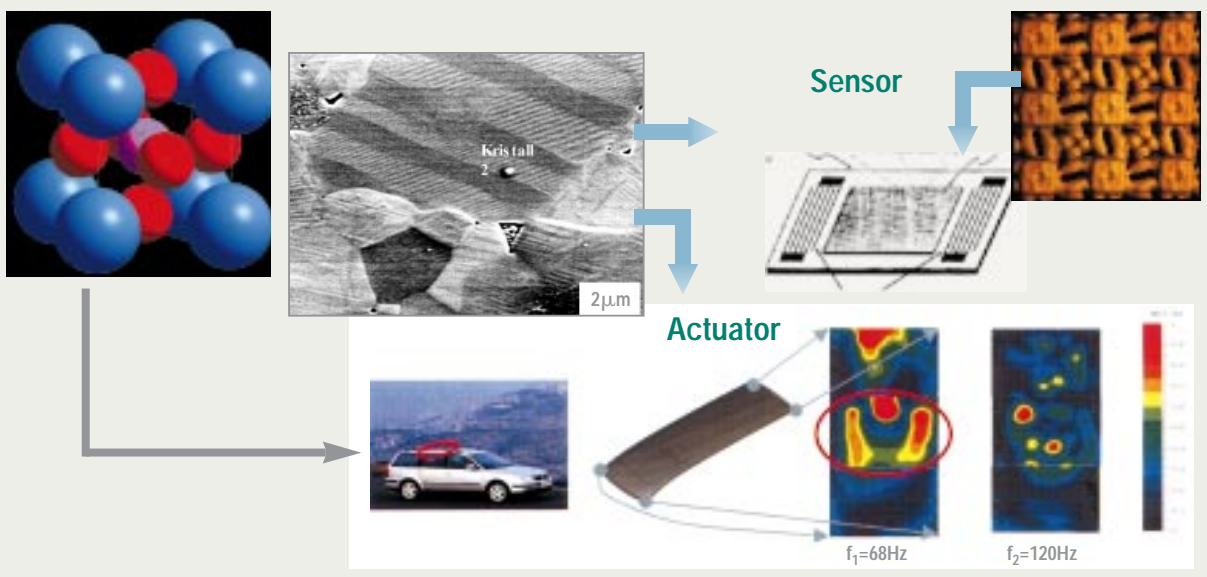 Sensor
Kristall
2
2µm
Actuator
f₁=68Hz
f₂=120Hz